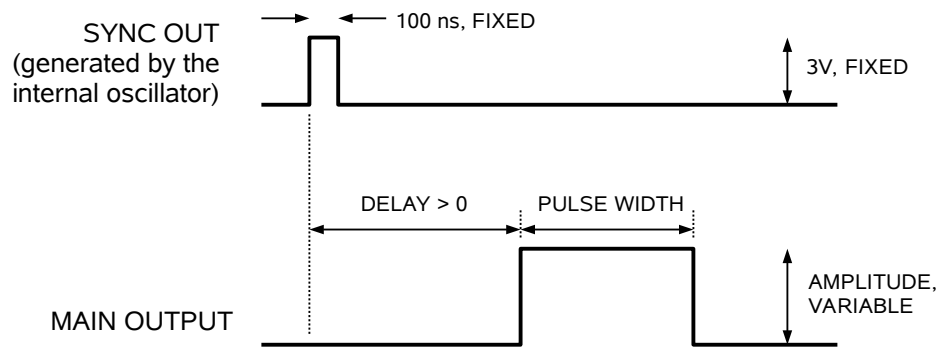 100 ns, FIXED
SYNC OUT
(generated by the
internal oscillator)
3V, FIXED
DELAY > 0
PULSE WIDTH
AMPLITUDE,
VARIABLE
MAIN OUTPUT